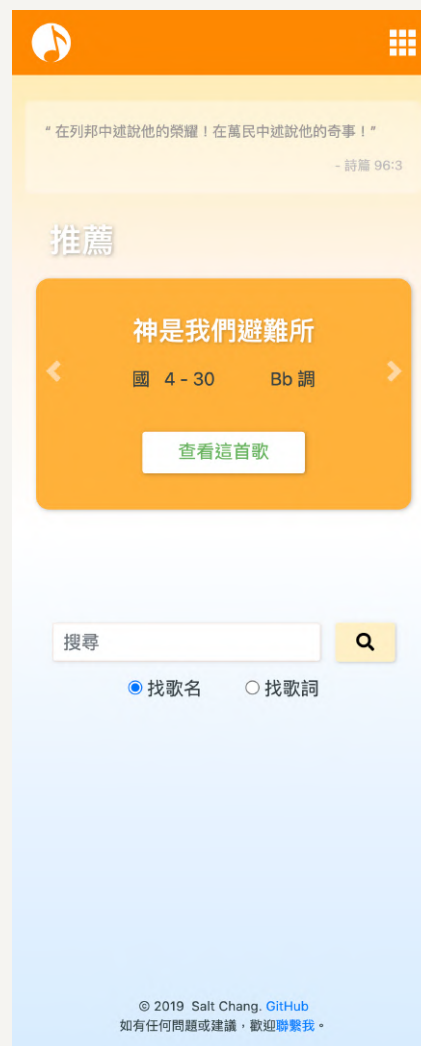 “ 在列邦中述說他的榮耀！在萬民中述說他的奇事！”
- 詩篇 96:3
推薦
神是我們避難所
國 4 - 30 Bb 調
查看這首歌
搜尋
找歌名 找歌詞
© 2019 Salt Chang. GitHub
如有任何問題或建議，歡迎聯繫我。